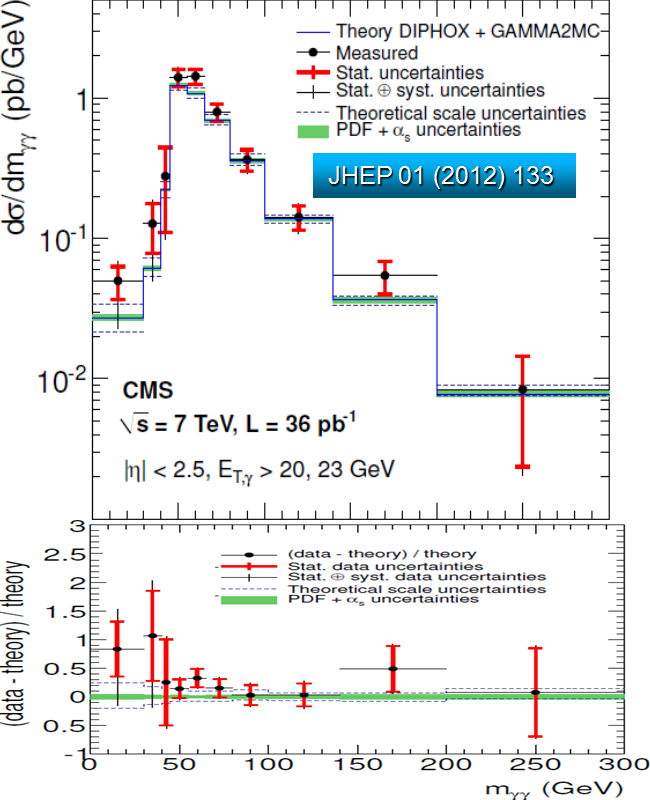 dσ/dmγγ (pb/GeV)
Theory DIPHOX + GAMMA2MC
Measured
Stat. uncertainties
Stat. ⊕ syst. uncertainties
Theoretical scale uncertainties
PDF + αs uncertainties
JHEP 01 (2012) 133
1
10-1
10-2
CMS
√s = 7 TeV, L = 36 pb-1
|η| < 2.5, ET,γ > 20, 23 GeV
(data - theory) / theory
3
2.5
2
1.5
1
0.5
0
0.5
-1
(data - theory) / theory
Stat. data uncertainties
Stat. ⊕ syst. data uncertainties
Theoretical scale uncertainties
PDF + αs uncertainties
0 50 100 150 200 250 300
mγγ (GeV)